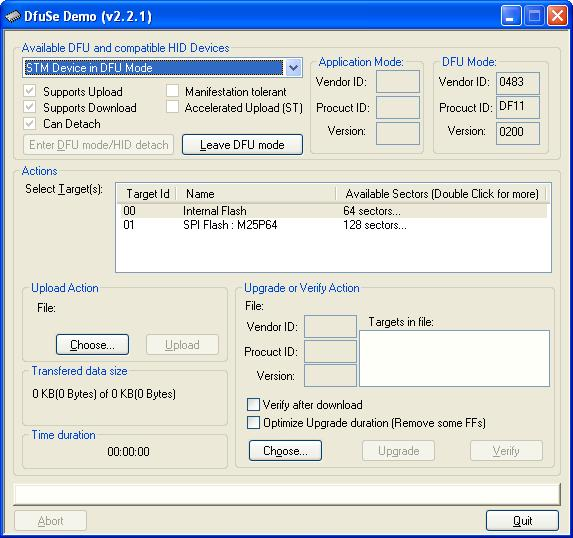 DfuSe Demo (v2.2.1)
Available DFU and compatible HID Devices
STM Device in DFU Mode
Supports Upload
Manifestation tolerant
Supports Download
Accelerated Upload (ST)
Can Detach
Enter DFU mode/HID detach
Leave DFU mode
Application Mode:
Vendor ID:
Procuct ID:
Version:
DFU Mode:
Vendor ID: 0483
Procuct ID: DF11
Version: 0200
Actions
Select Target(s):
Target Id Name Available Sectors (Double Click for more)
00 Internal Flash 64 sectors...
01 SPI Flash : M25P64 128 sectors...
Upload Action
File:
Choose... Upload
Transfered data size
0 KB(0 Bytes) of 0 KB(0 Bytes)
Time duration
00:00:00
Upgrade or Verify Action
File:
Vendor ID:
Procuct ID:
Version:
Targets in file:
Verify after download
Optimize Upgrade duration (Remove some FFs)
Choose... Upgrade Verify
Abort Quit